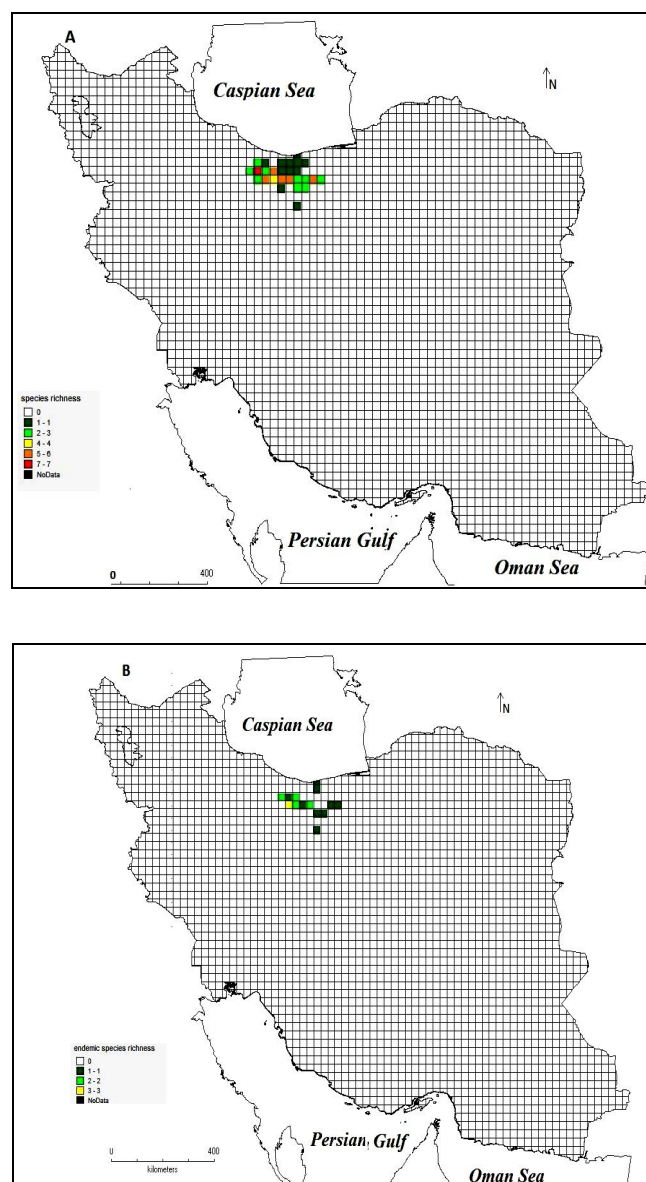 A
Caspian Sea
N
species richness
0
1 - 1
2 - 3
4 - 4
5 - 6
7 - 7
NoData
Persian Gulf
Oman Sea
0 400
B
Caspian Sea
N
endemic species richness
0
1 - 1
2 - 2
3 - 3
NoData
0 400
kilometers
Persian Gulf
Oman Sea